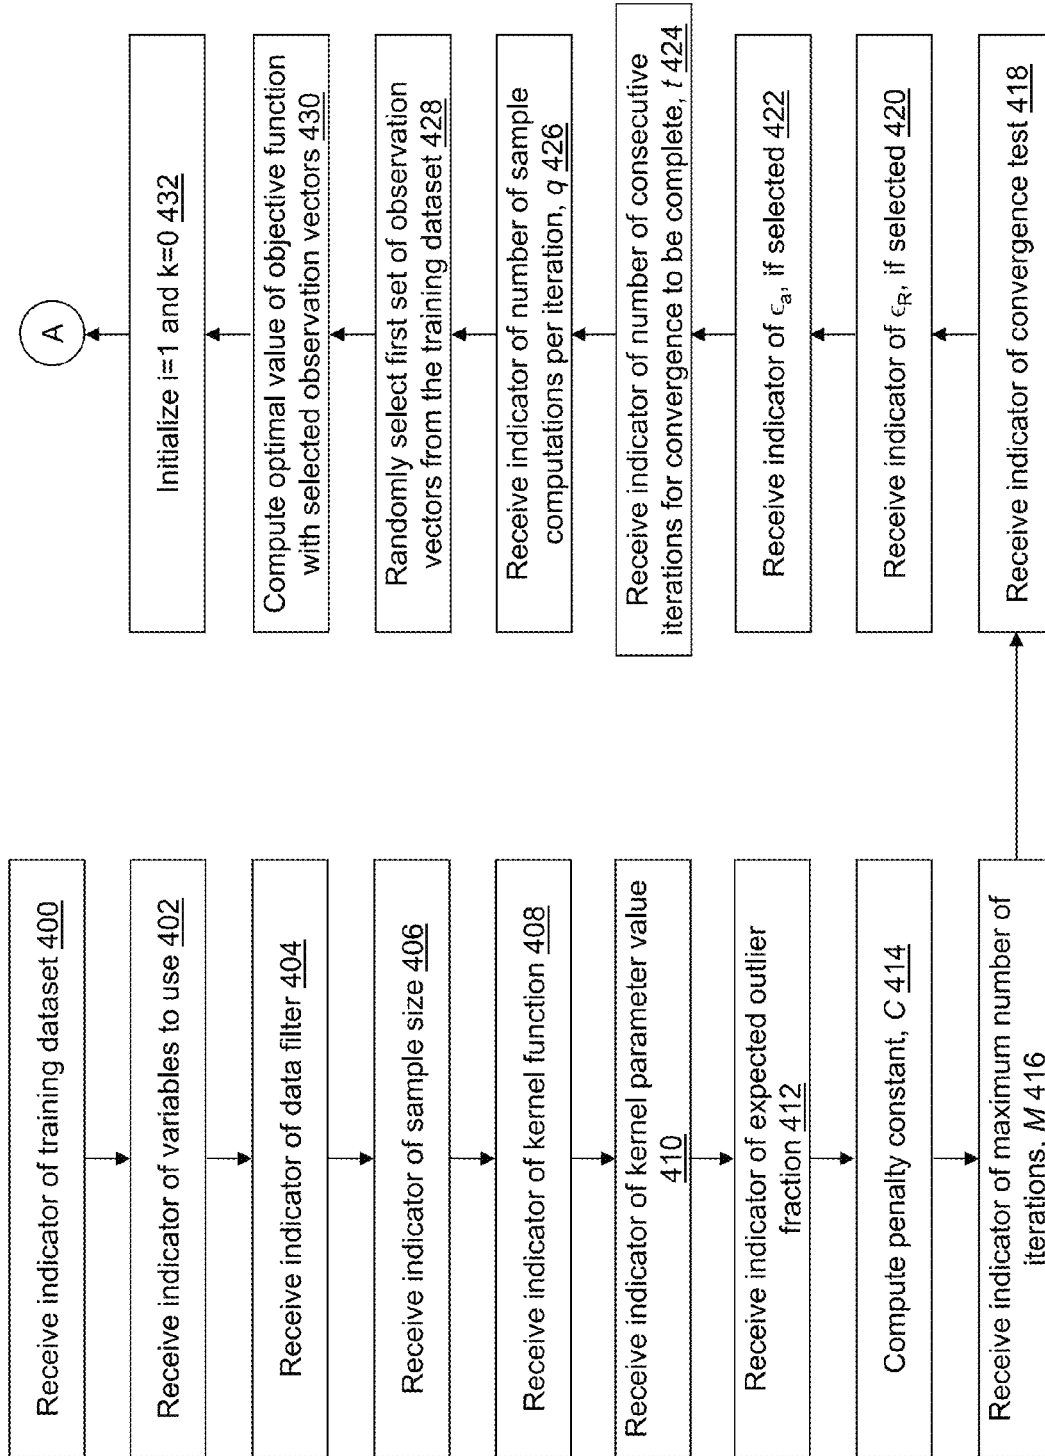 Receive indicator of training dataset 400
Receive indicator of variables to use 402
Receive indicator of data filter 404
Receive indicator of sample size 406
Receive indicator of kernel function 408
Receive indicator of kernel parameter value
410
Receive indicator of expected outlier
fraction 412
Compute penalty constant, C 414
Receive indicator of maximum number of
iterations, M 416
Receive indicator of convergence test 418
Receive indicator of ϵR, if selected 420
Receive indicator of ϵa, if selected 422
Receive indicator of number of consecutive
iterations for convergence to be complete, t 424
Receive indicator of number of sample
computations per iteration, q 426
Randomly select first set of observation
vectors from the training dataset 428
Compute optimal value of objective function
with selected observation vectors 430
Initialize i=1 and k=0 432
A